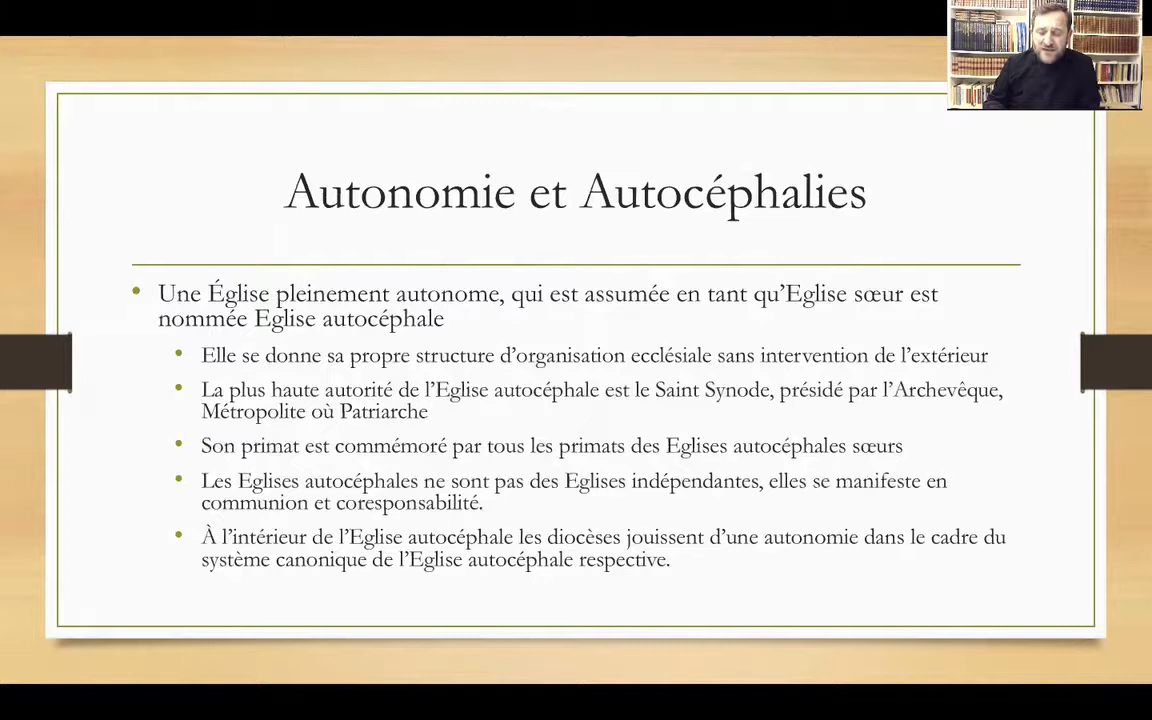 Autonomie et Autocéphalies
Une Église pleinement autonome, qui est assumée en tant qu’Eglise sœur est
nommée Eglise autocéphale
Elle se donne sa propre structure d’organisation ecclésiale sans intervention de l’extérieur
La plus haute autorité de l’Eglise autocéphale est le Saint Synode, présidé par l’Archevêque,
Métropolite où Patriarche
Son primat est commémoré par tous les primats des Eglises autocéphales sœurs
Les Eglises autocéphales ne sont pas des Eglises indépendantes, elles se manifeste en
communion et coresponsabilité.
À l’intérieur de l’Eglise autocéphale les diocèses jouissent d’une autonomie dans le cadre du
système canonique de l’Eglise autocéphale respective.